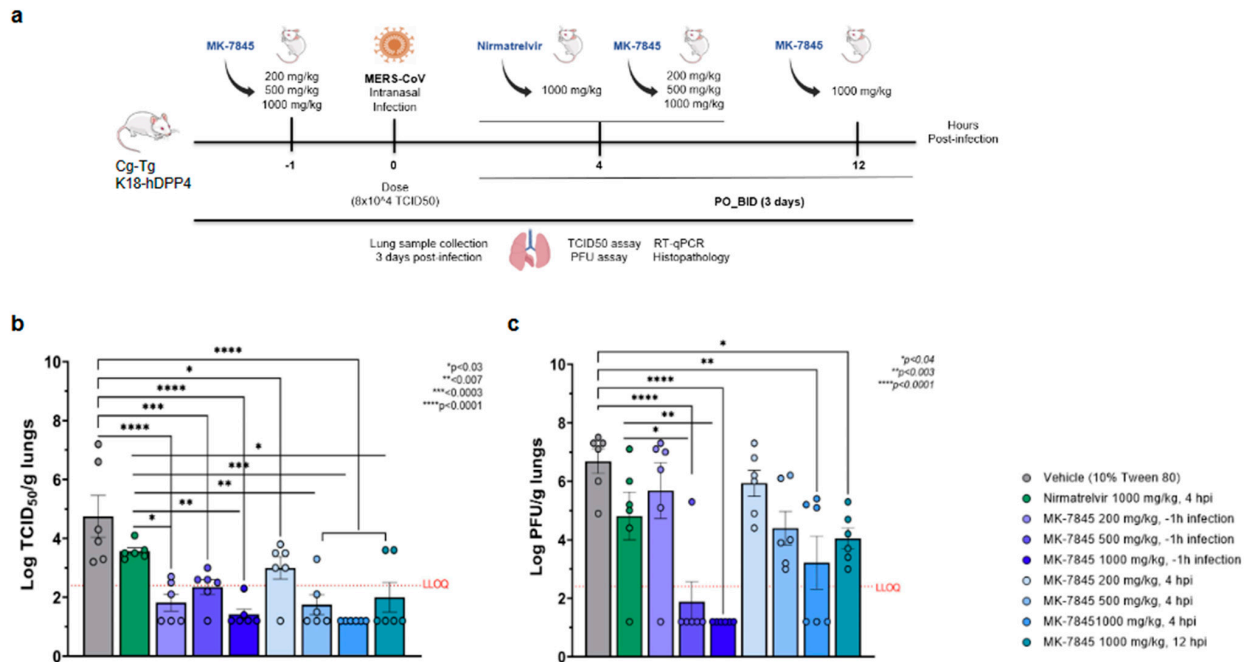 a
MK-7845
200 mg/kg
500 mg/kg
1000 mg/kg
MERS-CoV
Intranasal
Infection
Nirmatrelvir
1000 mg/kg
MK-7845
200 mg/kg
500 mg/kg
1000 mg/kg
MK-7845
1000 mg/kg
Cg-Tg
K18-hDPP4
-1
0
4
12
Hours
Post-infection
Dose
(8x10^4 TCID50)
PO_BID (3 days)
Lung sample collection
3 days post-infection
TCID50 assay
PFU assay
RT-qPCR
Histopathology
b
Log TCID50/g lungs
10
8
6
4
2
0
****
*
****
***
****
*
***
**
**
*
*p<0.03
**<0.007
***<0.0003
****p<0.0001
LLOQ
c
Log PFU/g lungs
10
8
6
4
2
0
*
**
****
****
**
*
*p<0.04
**p<0.003
****p<0.0001
LLOQ
Vehicle (10% Tween 80)
Nirmatrelvir 1000 mg/kg, 4 hpi
MK-7845 200 mg/kg, -1h infection
MK-7845 500 mg/kg, -1h infection
MK-7845 1000 mg/kg, -1h infection
MK-7845 200 mg/kg, 4 hpi
MK-7845 500 mg/kg, 4 hpi
MK-78451000 mg/kg, 4 hpi
MK-7845 1000 mg/kg, 12 hpi